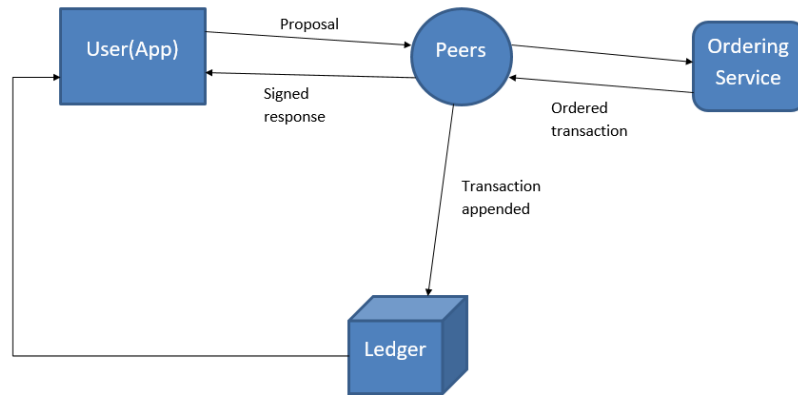 Proposal
User(App)
Peers
Ordering
Service
Signed
response
Ordered
transaction
Transaction
appended
Ledger